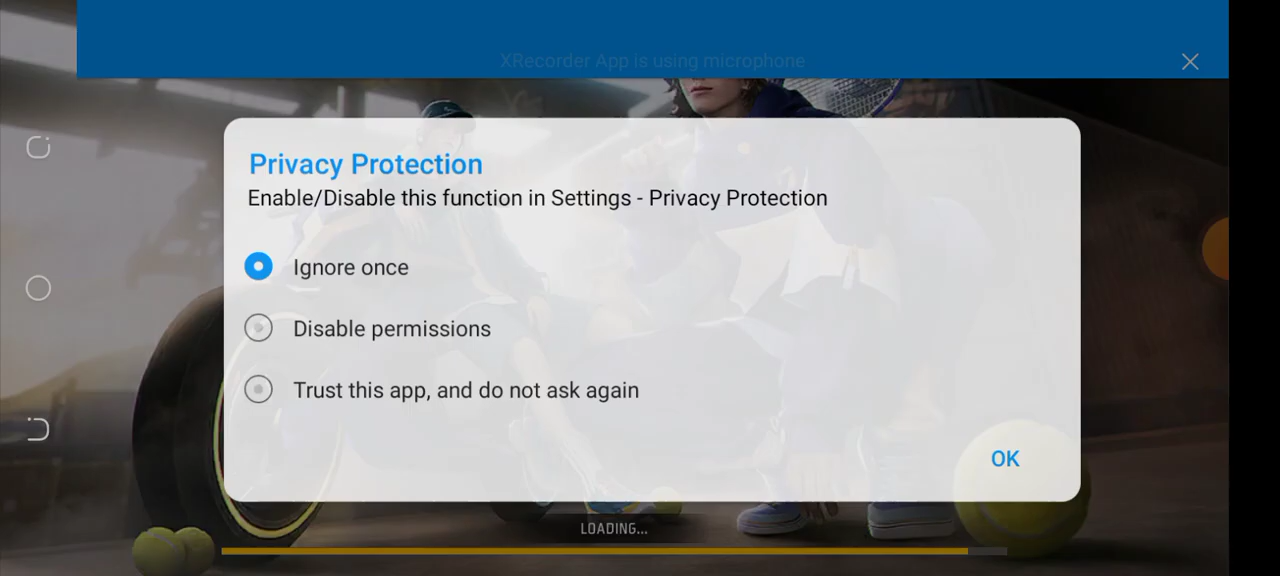 XRecorder App is using microphone
Privacy Protection
Enable/Disable this function in Settings - Privacy Protection
Ignore once
Disable permissions
Trust this app, and do not ask again
OK
LOADING...